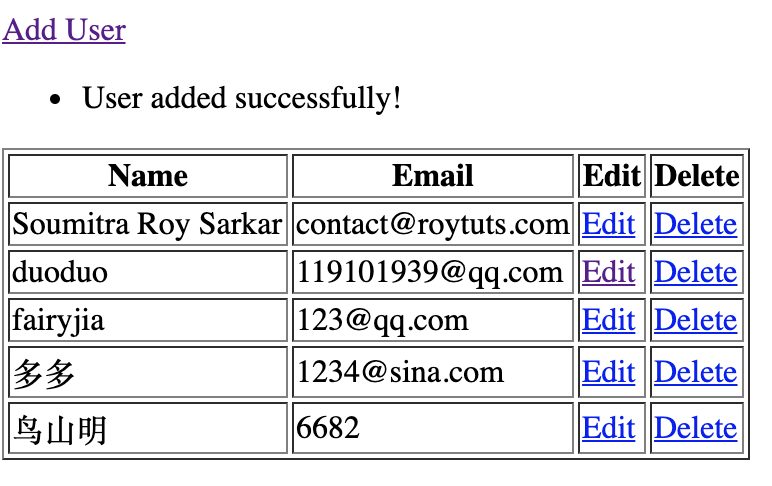 Add User
• User added successfully!
Name Email Edit Delete
Soumitra Roy Sarkar contact@roytuts.com Edit Delete
duoduo 119101939@qq.com Edit Delete
fairyjia 123@qq.com Edit Delete
多多 1234@sina.com Edit Delete
鸟山明 6682 Edit Delete